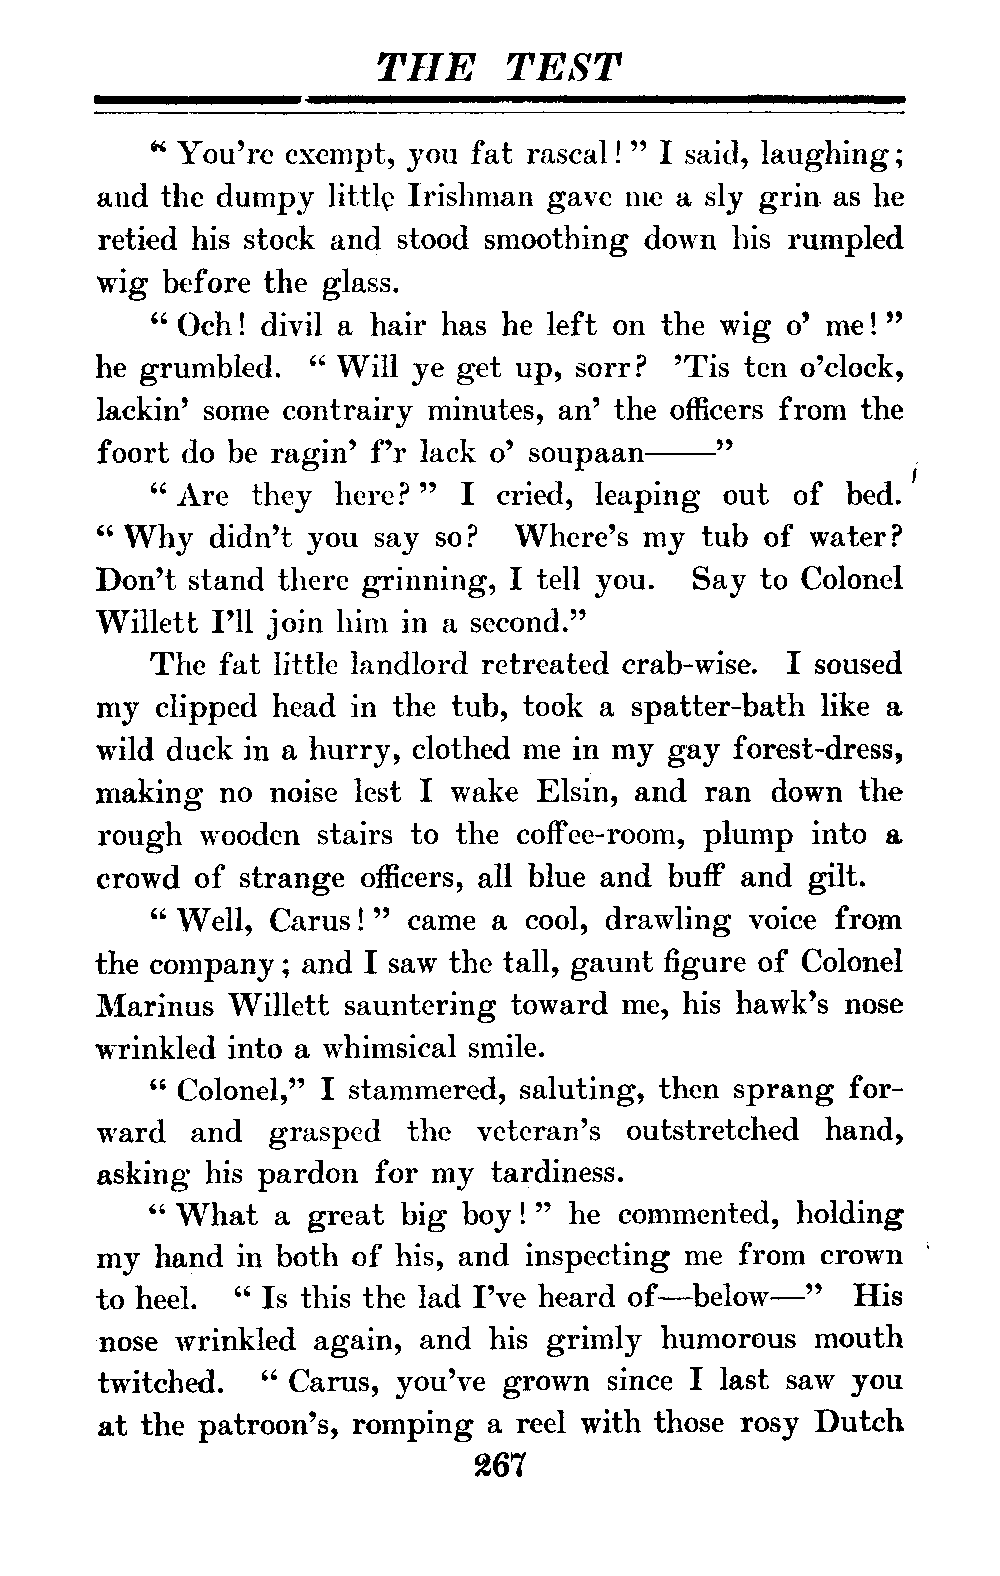 THE TEST
“ You’re exempt, you fat rascal! ” I said, laughing;
and the dumpy little Irishman gave me a sly grin as he
retied his stock and stood smoothing down his rumpled
wig before the glass.
“ Och! divil a hair has he left on the wig o’ me! ”
he grumbled. “ Will ye get up, sorr? ’Tis ten o’clock,
lackin’ some contrairy minutes, an’ the officers from the
foort do be ragin’ f’r lack o’ soupaan——”
“ Are they here? ” I cried, leaping out of bed.
“ Why didn’t you say so? Where’s my tub of water?
Don’t stand there grinning, I tell you. Say to Colonel
Willett I’ll join him in a second.”
The fat little landlord retreated crab-wise. I soused
my clipped head in the tub, took a spatter-bath like a
wild duck in a hurry, clothed me in my gay forest-dress,
making no noise lest I wake Elsin, and ran down the
rough wooden stairs to the coffee-room, plump into a
crowd of strange officers, all blue and buff and gilt.
“ Well, Carus! ” came a cool, drawling voice from
the company; and I saw the tall, gaunt figure of Colonel
Marinus Willett sauntering toward me, his hawk’s nose
wrinkled into a whimsical smile.
“ Colonel,” I stammered, saluting, then sprang for-
ward and grasped the veteran’s outstretched hand,
asking his pardon for my tardiness.
“ What a great big boy! ” he commented, holding
my hand in both of his, and inspecting me from crown
to heel. “ Is this the lad I’ve heard of—below—” His
nose wrinkled again, and his grimly humorous mouth
twitched. “ Carus, you’ve grown since I last saw you
at the patroon’s, romping a reel with those rosy Dutch
267